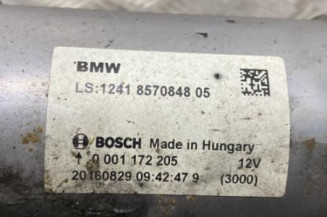 BMW
LS:1241 8570848 05
BOSCH Made in Hungary
0 001 172 205 12V
20160829 09:42:47 9 (3000)